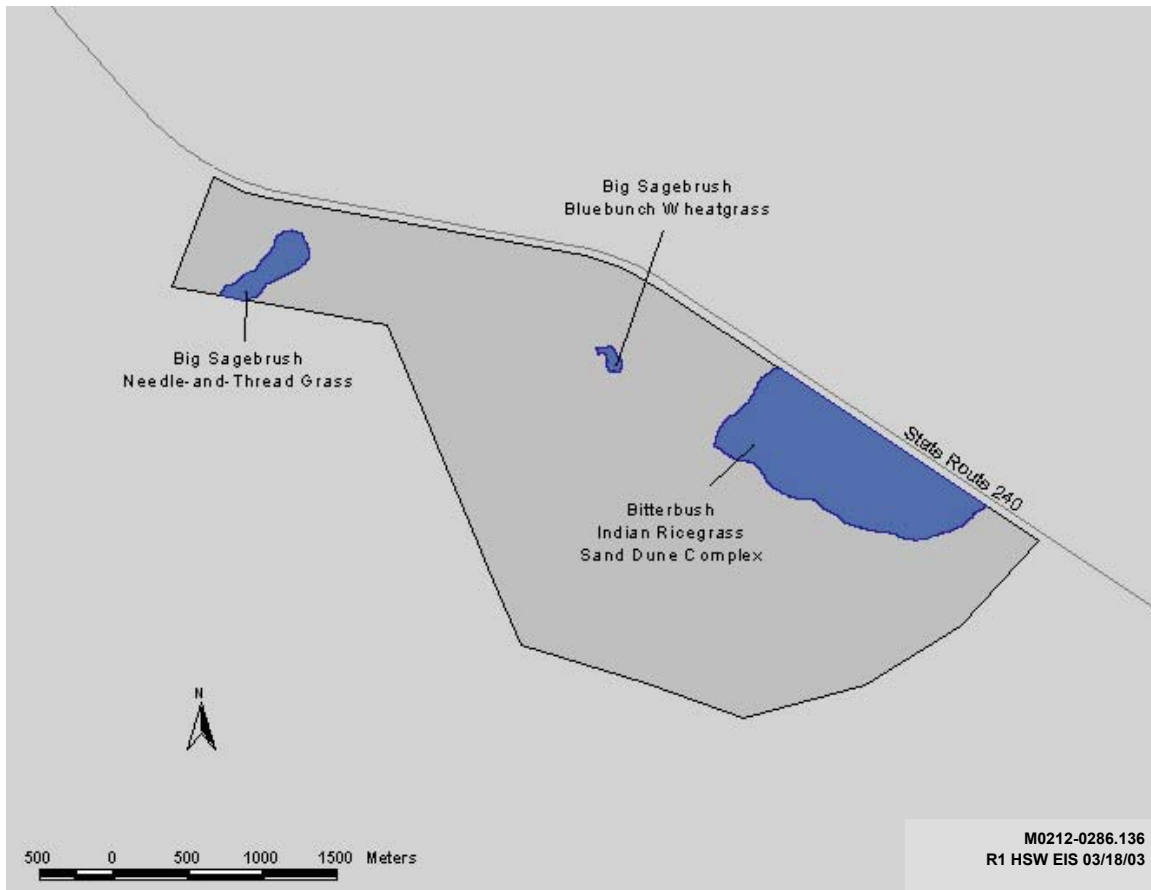 Big Sagebrush
Bluebunch Wheatgrass
Big Sagebrush
Needle-and-Thread Grass
State Route 240
Bitterbush
Indian Ricegrass
Sand Dune Complex
N
500 0 500 1000 1500 Meters
M0212-0286.136
R1 HSW EIS 03/18/03